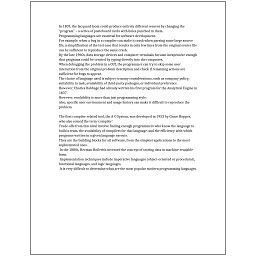 In 1801, the Jacquard loom could produce entirely different weaves by changing the
"program" – a series of pasteboard cards with holes punched in them.
Programming languages are essential for software development.
For example, when a bug in a compiler can make it crash when parsing some large source
file, a simplification of the test case that results in only few lines from the original source file
can be sufficient to reproduce the same crash.
By the late 1960s, data storage devices and computer terminals became inexpensive enough
that programs could be created by typing directly into the computers.
When debugging the problem in a GUI, the programmer can try to skip some user
interaction from the original problem description and check if remaining actions are
sufficient for bugs to appear.
The choice of language used is subject to many considerations, such as company policy,
suitability to task, availability of third-party packages, or individual preference.
However, Charles Babbage had already written his first program for the Analytical Engine in
1837.
However, readability is more than just programming style.
Also, specific user environment and usage history can make it difficult to reproduce the
problem.
The first compiler related tool, the A-0 System, was developed in 1952 by Grace Hopper,
who also coined the term 'compiler'.
Trade-offs from this ideal involve finding enough programmers who know the language to
build a team, the availability of compilers for that language, and the efficiency with which
programs written in a given language execute.
They are the building blocks for all software, from the simplest applications to the most
sophisticated ones.
In the 1880s, Herman Hollerith invented the concept of storing data in machine-readable
form.
Implementation techniques include imperative languages (object-oriented or procedural),
functional languages, and logic languages.
It is very difficult to determine what are the most popular modern programming languages.